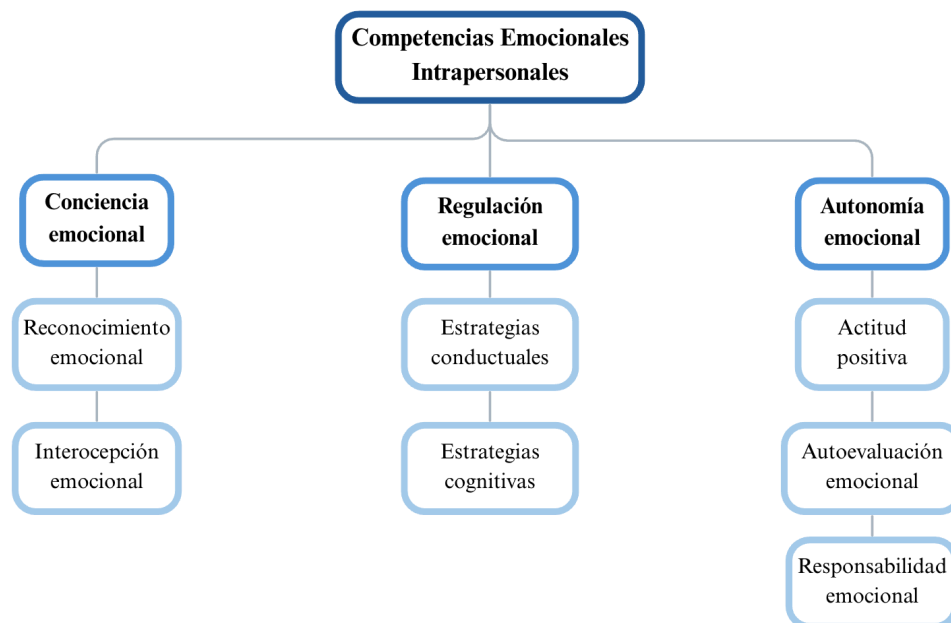 Competencias Emocionales
Intrapersonales
Conciencia
emocional
Reconocimiento
emocional
Interocepción
emocional
Regulación
emocional
Estrategias
conductuales
Estrategias
cognitivas
Autonomía
emocional
Actitud
positiva
Autoevaluación
emocional
Responsabilidad
emocional